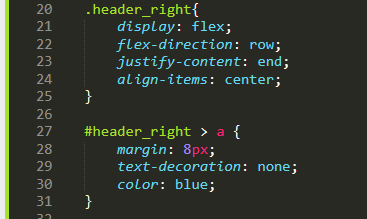 20 .header_right{
21 display: flex;
22 flex-direction: row;
23 justify-content: end;
24 align-items: center;
25 }
26
27 #header_right > a {
28 margin: 8px;
29 text-decoration: none;
30 color: blue;
31 }